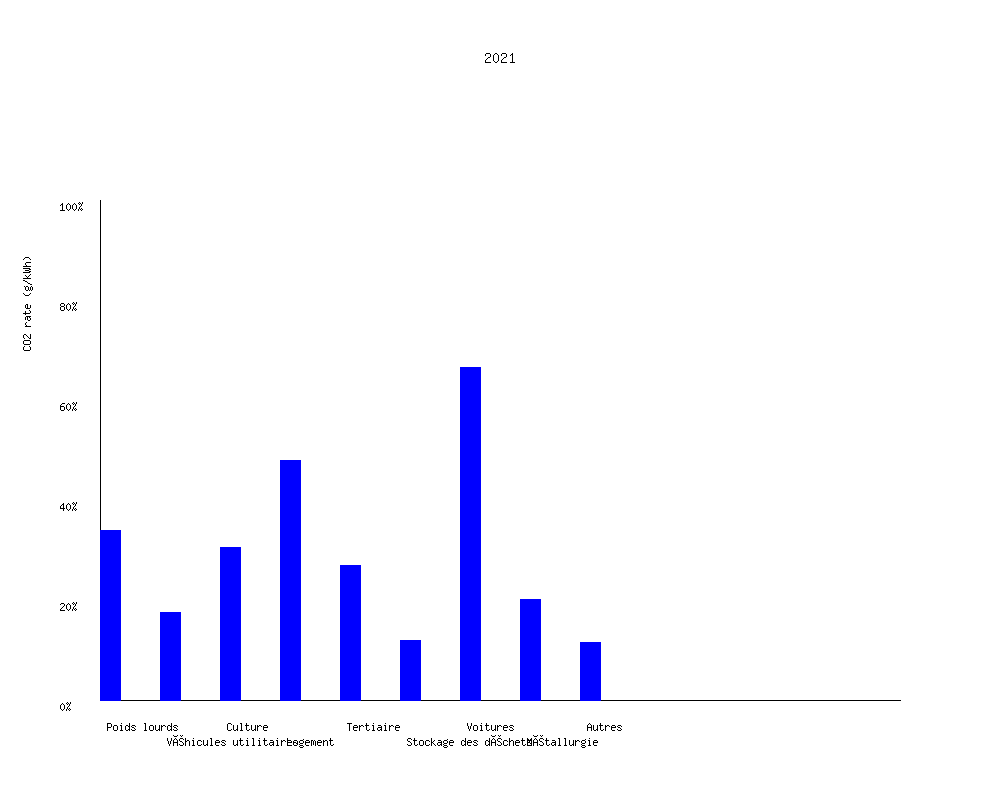 2021
100%
80%
CO2 rate (g/kWh)
60%
40%
20%
0%
Poids lourds Culture Tertiaire Voitures Autres
VĂŠhicules utilitaires Logement Stockage des dĂŠchets MĂŠtallurgie